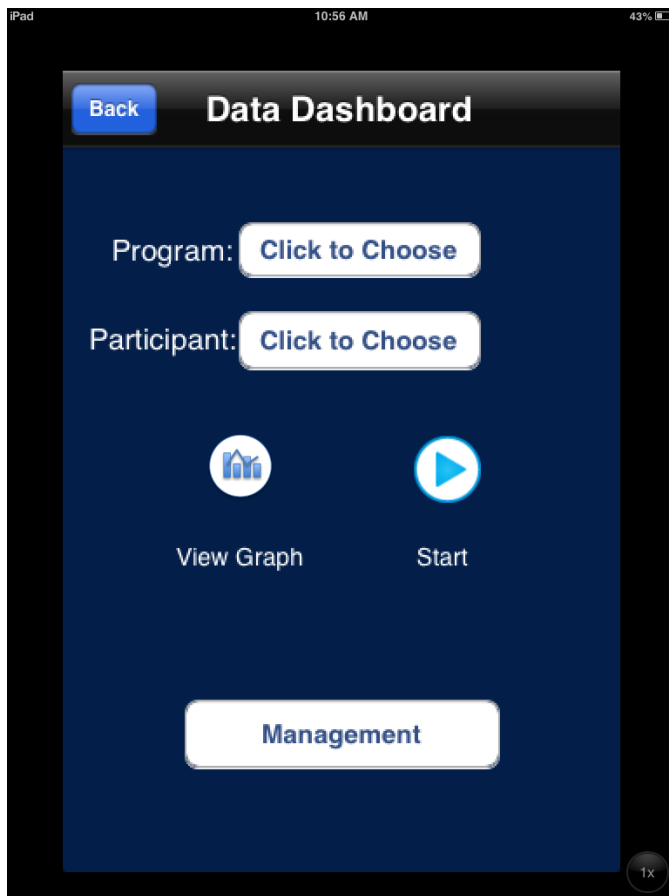 iPad 10:56 AM 43%
Back Data Dashboard
Program: Click to Choose
Participant: Click to Choose
View Graph Start
Management
1x